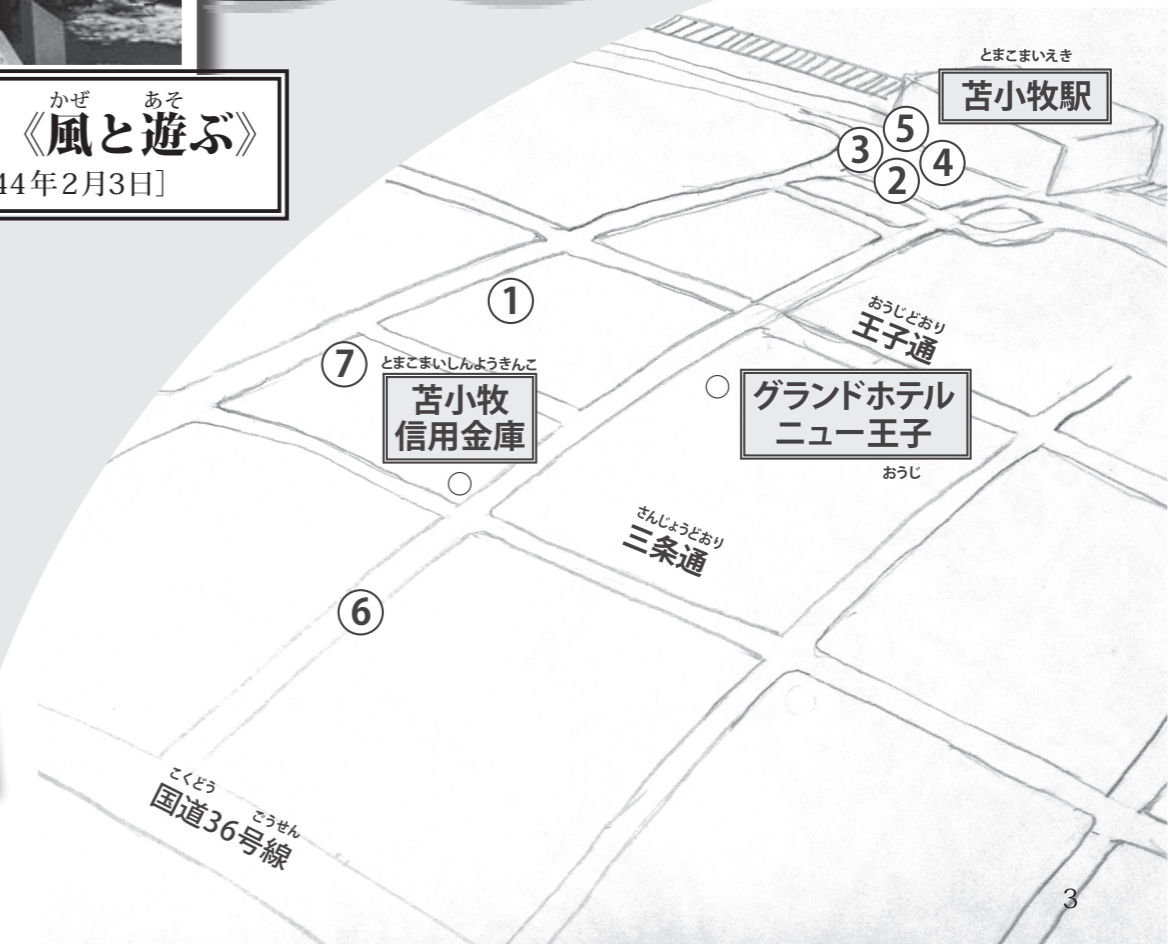 かぜ あそ
《風と遊ぶ》
44年2月3日］
とまこまいえき
苫小牧駅
⑤
③
④
②
①
おうじどおり
王子通
⑦
とまこまいしんようきんこ
苫小牧
信用金庫
グランドホテル
ニュー王子
おうじ
さんじょうどおり
三条通
⑥
こくどう ごうせん
国道36号線
3